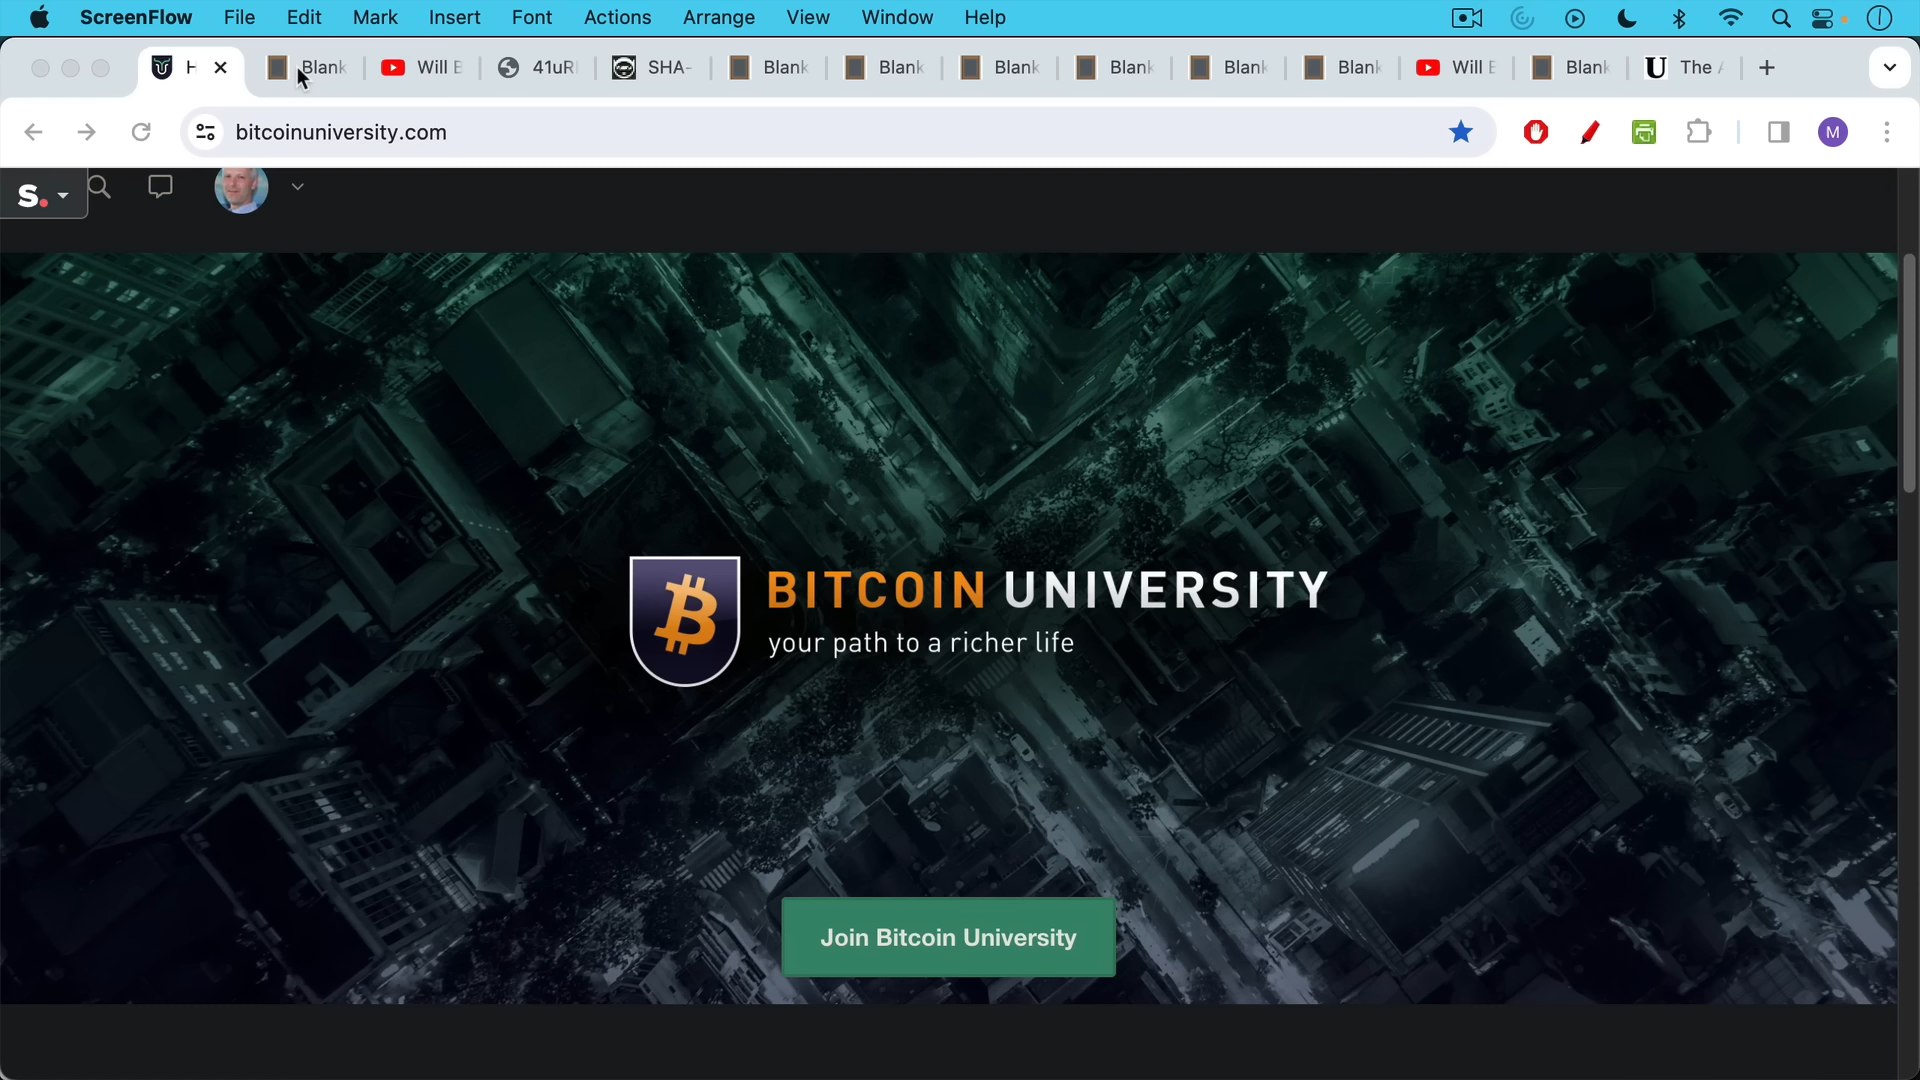 ScreenFlow File Edit Mark Insert Font Actions Arrange View Window Help
H Blank Will B 41uR SHA- Blank Blank Blank Blank Blank Blank Will B Blank The
bitcoinuniversity.com
M
S.
BITCOIN UNIVERSITY
your path to a richer life
Join Bitcoin University